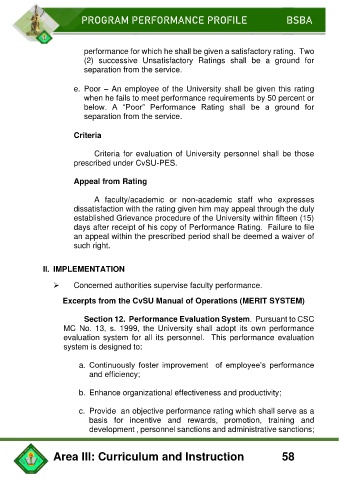 PROGRAM PERFORMANCE PROFILE BSBA
performance for which he shall be given a satisfactory rating. Two
(2) successive Unsatisfactory Ratings shall be a ground for
separation from the service.
e. Poor – An employee of the University shall be given this rating
when he fails to meet performance requirements by 50 percent or
below. A “Poor” Performance Rating shall be a ground for
separation from the service.
Criteria
Criteria for evaluation of University personnel shall be those
prescribed under CvSU-PES.
Appeal from Rating
A faculty/academic or non-academic staff who expresses
dissatisfaction with the rating given him may appeal through the duly
established Grievance procedure of the University within fifteen (15)
days after receipt of his copy of Performance Rating. Failure to file
an appeal within the prescribed period shall be deemed a waiver of
such right.
II. IMPLEMENTATION
➢ Concerned authorities supervise faculty performance.
Excerpts from the CvSU Manual of Operations (MERIT SYSTEM)
Section 12. Performance Evaluation System. Pursuant to CSC
MC No. 13, s. 1999, the University shall adopt its own performance
evaluation system for all its personnel. This performance evaluation
system is designed to:
a. Continuously foster improvement of employee's performance
and efficiency;
b. Enhance organizational effectiveness and productivity;
c. Provide an objective performance rating which shall serve as a
basis for incentive and rewards, promotion, training and
development , personnel sanctions and administrative sanctions;
Area III: Curriculum and Instruction 58